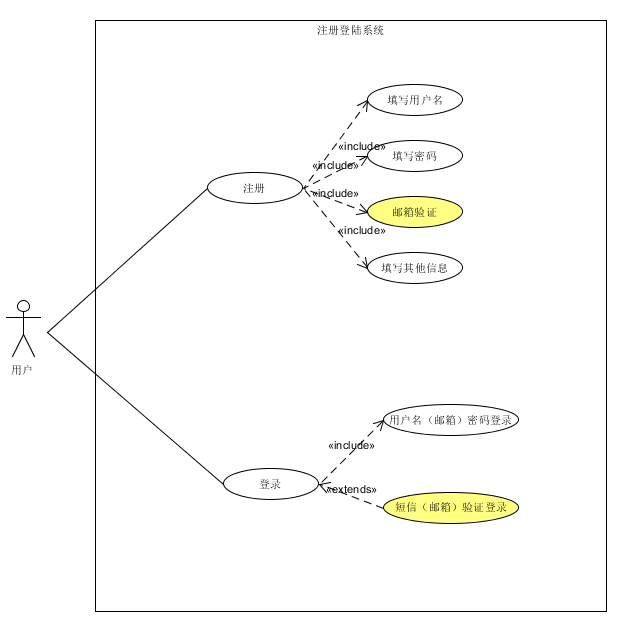 注册登陆系统
填写用户名
«include»
填写密码
«include»
注册
«include»
邮箱验证
«include»
填写其他信息
用户
用户名（邮箱）密码登录
«include»
登录
«extends»
短信（邮箱）验证登录